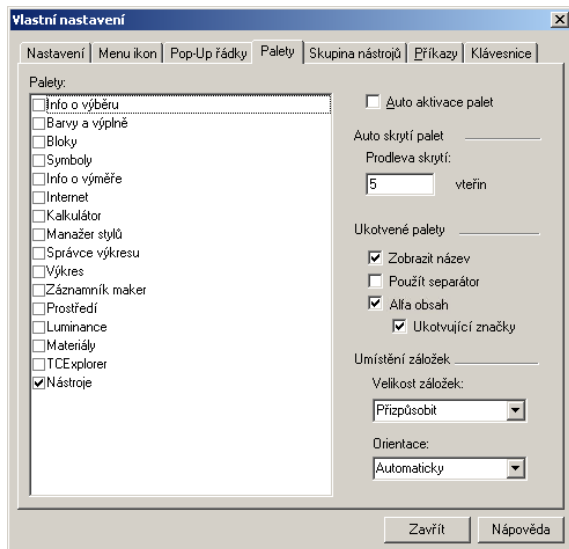 Vlastní nastavení
Nastavení Menu ikon Pop-Up řádky Palety Skupina nástrojů Příkazy Klávesnice
Palety:
Info o výběru
Barvy a výplně
Bloky
Symboly
Info o výměře
Internet
Kalkulátor
Manažer stylů
Správce výkresu
Výkres
Záznamník maker
Prostředí
Luminance
Materiály
TCExplorer
Nástroje
Auto aktivace palet
Auto skrytí palet
Prodleva skrytí:
5 vteřin
Ukotvené palety
Zobrazit název
Použít separátor
Alfa obsah
Ukotvující značky
Umístění záložek
Velikost záložek:
Přizpůsobit
Orientace:
Automaticky
Zavřít Nápověda